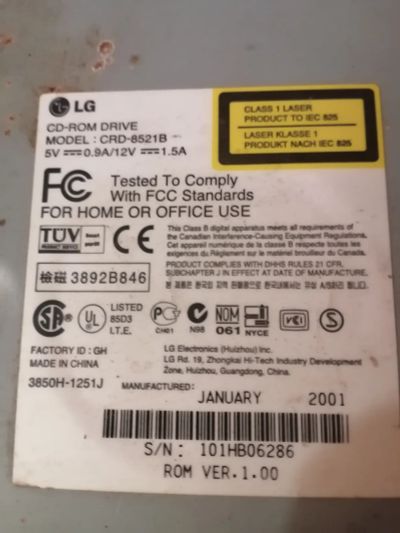 LG
CD-ROM DRIVE
MODEL : CRD-8521B
5V 0.9A/12V 1.5A
CLASS 1 LASER
PRODUCT TO IEC 825
LASER KLASSE 1
PRODUKT NACH IEC 825
FC Tested To Comply
With FCC Standards
FOR HOME OR OFFICE USE
TÜV
CE
This Class B digital apparatus meets all requirements of
the Canadian Interference-Causing Equipment Regulations.
Cet appareil numérique de la classe B respecte toutes les
exigences du Règlement sur le matériel brouilleur du Canada.
PRODUCT COMPLIES WITH DHHS RULES 21 CFR,
SUBCHAPTER J IN EFFECT AT DATE OF MANUFACTURE.
檢磁 3892B846
LISTED
85D3
I.T.E.
CH01
N98
NOM
061
NYCE
VCI
S
FACTORY ID : GH
MADE IN CHINA
3850H-1251J
LG Electronics (Huizhou) Inc.
LG Rd. 19, Zhongkai Hi-Tech Industry Development
Zone, Huizhou, Guangdong, China.
MANUFACTURED:
JANUARY 2001
S/N: 101HB06286
ROM VER.1.00